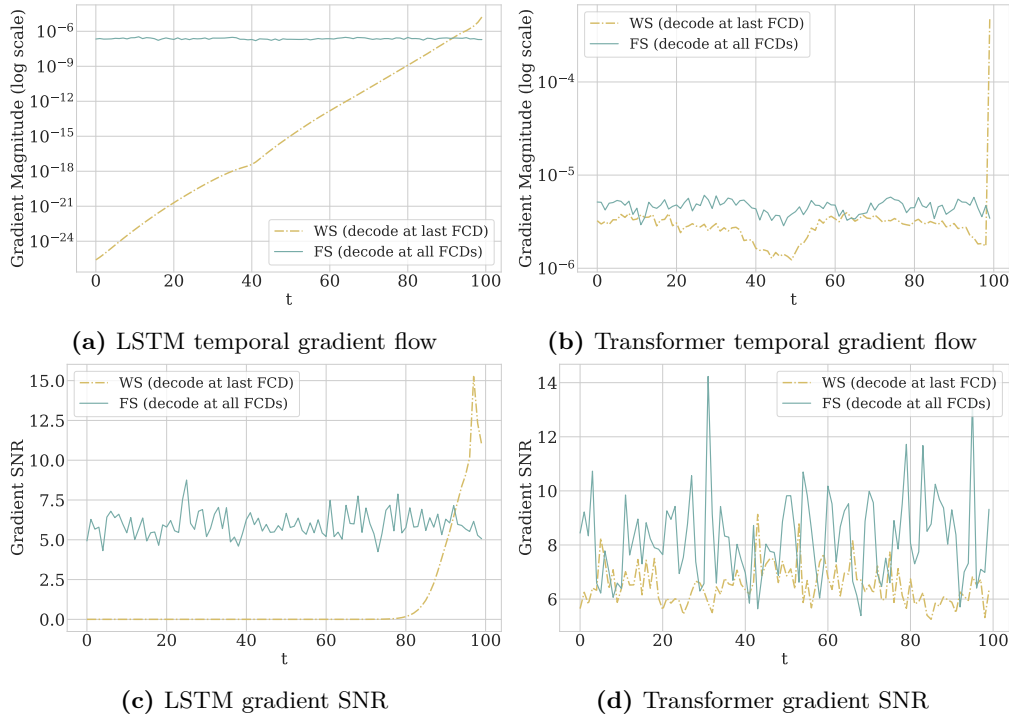 Gradient Magnitude (log scale)
10^-6
10^-9
10^-12
10^-15
10^-18
10^-21
10^-24
WS (decode at last FCD)
FS (decode at all FCDs)
0 20 40 60 80 100
t
(a) LSTM temporal gradient flow
Gradient Magnitude (log scale)
WS (decode at last FCD)
FS (decode at all FCDs)
10^-4
10^-5
10^-6
0 20 40 60 80 100
t
(b) Transformer temporal gradient flow
Gradient SNR
WS (decode at last FCD)
FS (decode at all FCDs)
15.0
12.5
10.0
7.5
5.0
2.5
0.0
0 20 40 60 80 100
t
(c) LSTM gradient SNR
Gradient SNR
WS (decode at last FCD)
FS (decode at all FCDs)
14
12
10
8
6
0 20 40 60 80 100
t
(d) Transformer gradient SNR